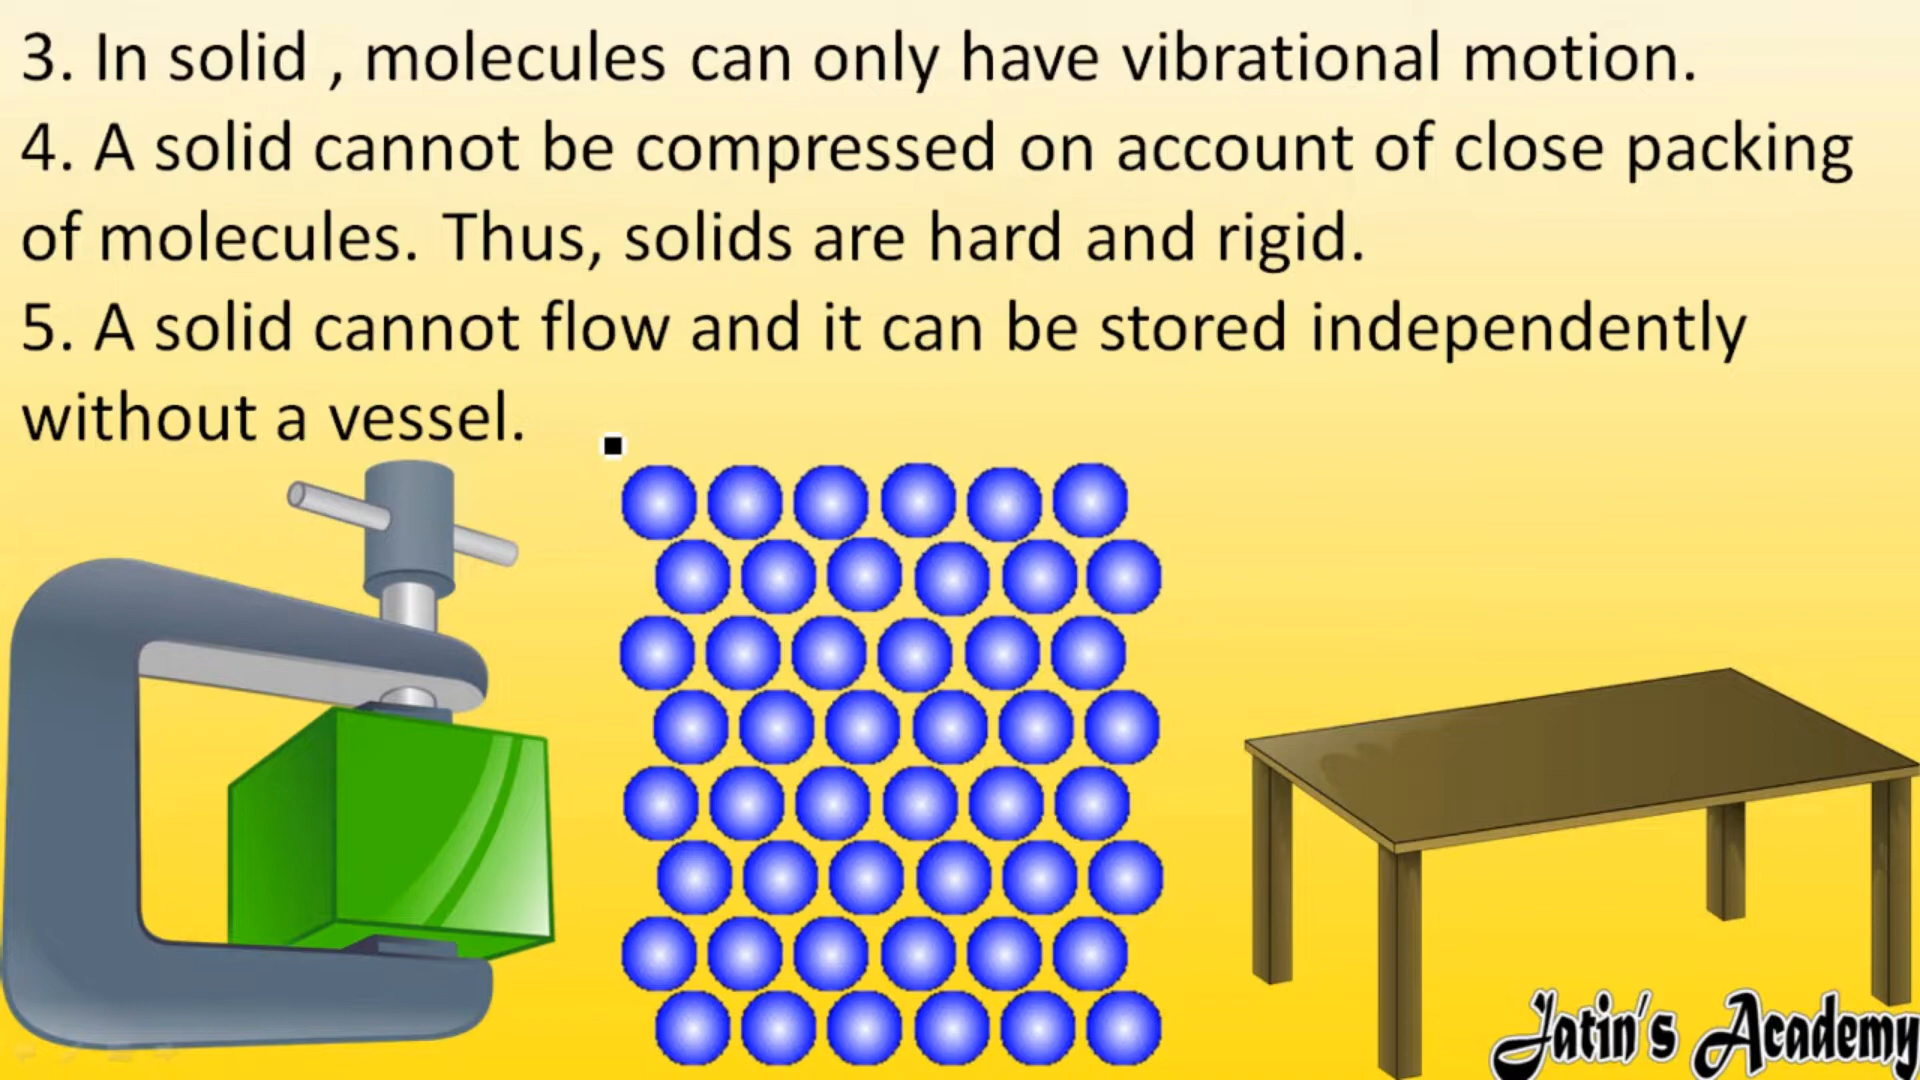 3. In solid , molecules can only have vibrational motion.
4. A solid cannot be compressed on account of close packing
of molecules. Thus, solids are hard and rigid.
5. A solid cannot flow and it can be stored independently
without a vessel.
Jatin's Academy